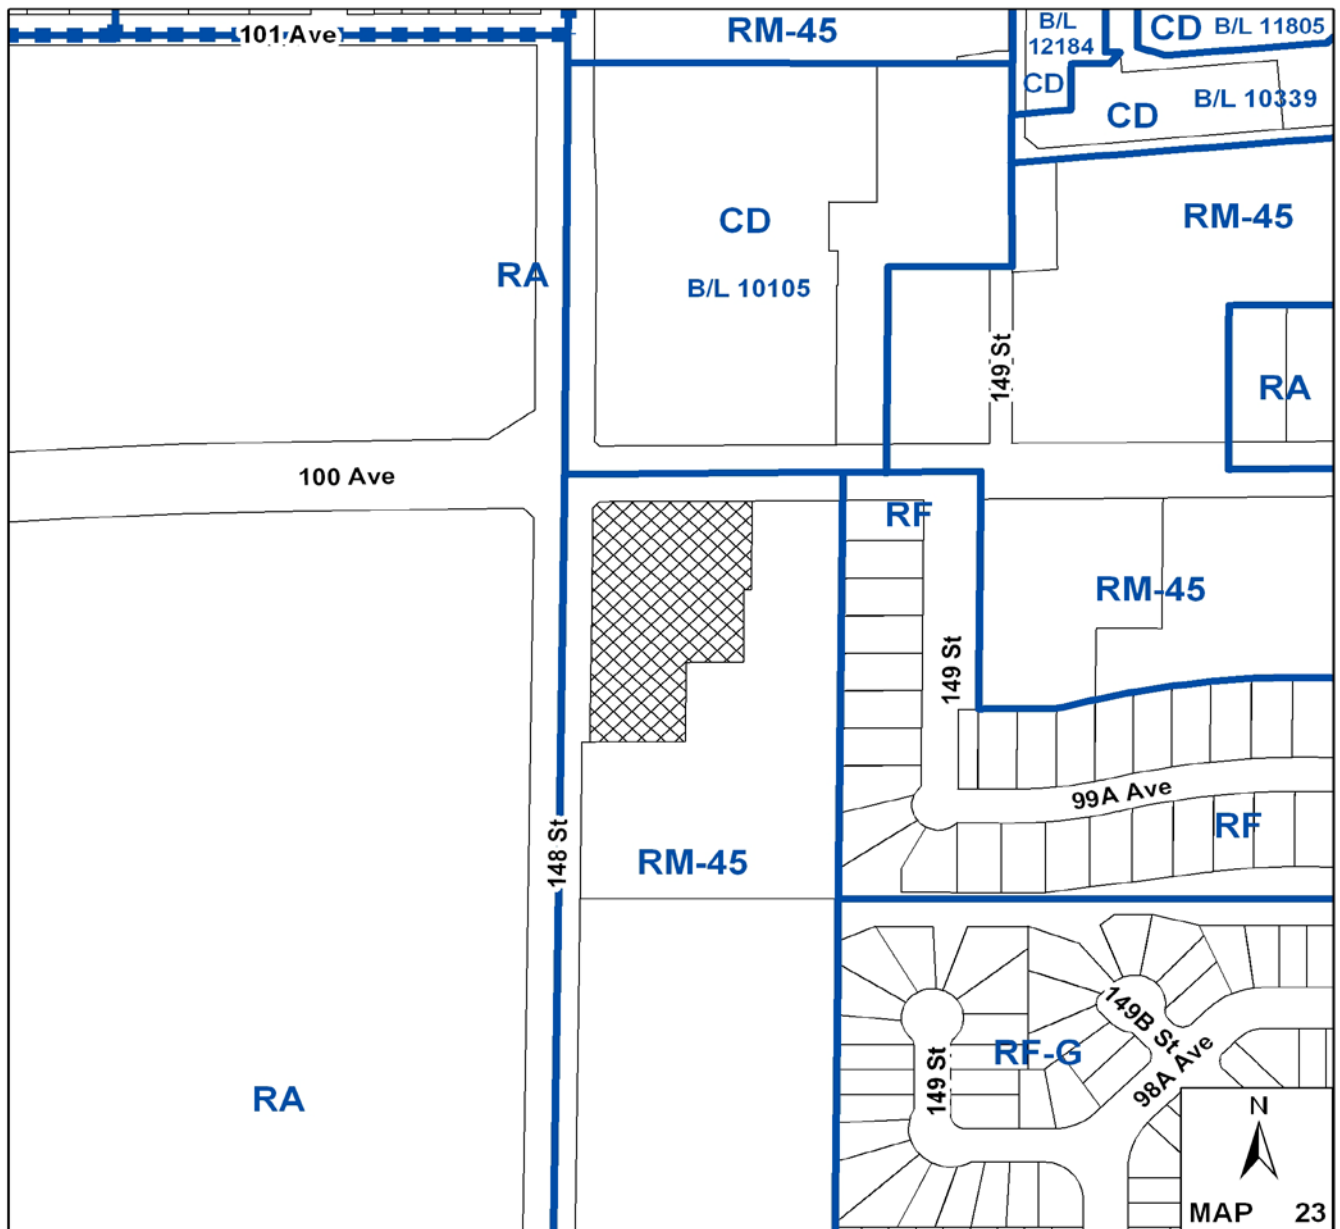 101 Ave
RM-45
B/L
12184
CD
CD B/L 11805
CD
B/L 10339
CD
B/L 10105
RA
RM-45
149 St
RA
100 Ave
RF
RM-45
149 St
99A Ave
RF
148 St
RM-45
149B St
98A Ave
RF-G
149 St
RA
N
MAP 23